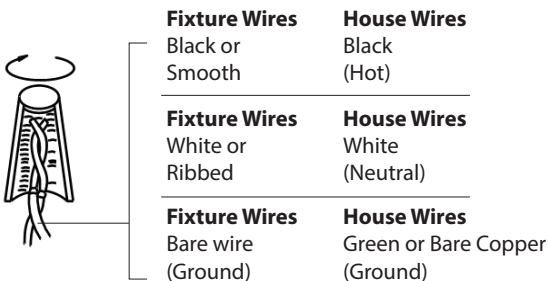 Fixture Wires House Wires
Black or Black
Smooth (Hot)
Fixture Wires House Wires
White or White
Ribbed (Neutral)
Fixture Wires House Wires
Bare wire Green or Bare Copper
(Ground) (Ground)